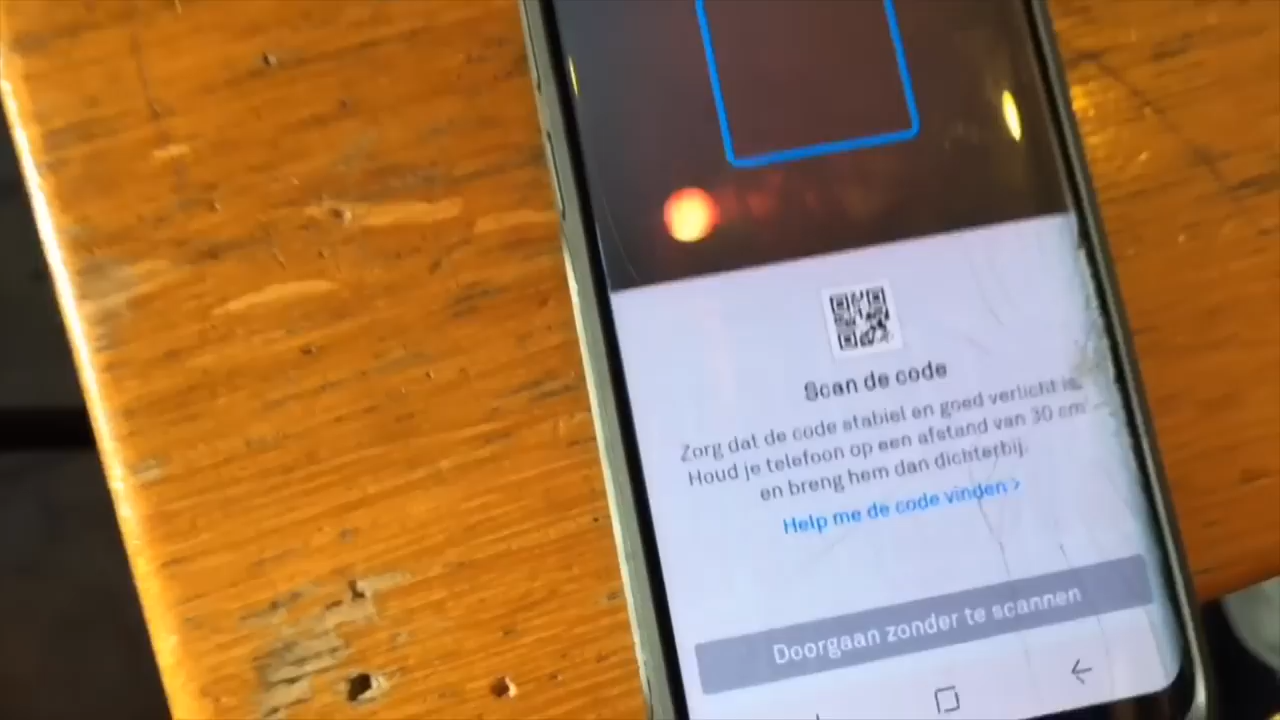 Scan de code
Zorg dat de code stabiel en goed verlicht is.
Houd je telefoon op een afstand van 30 cm
en breng hem dan dichterbij.
Help me de code vinden >
Doorgaan zonder te scannen